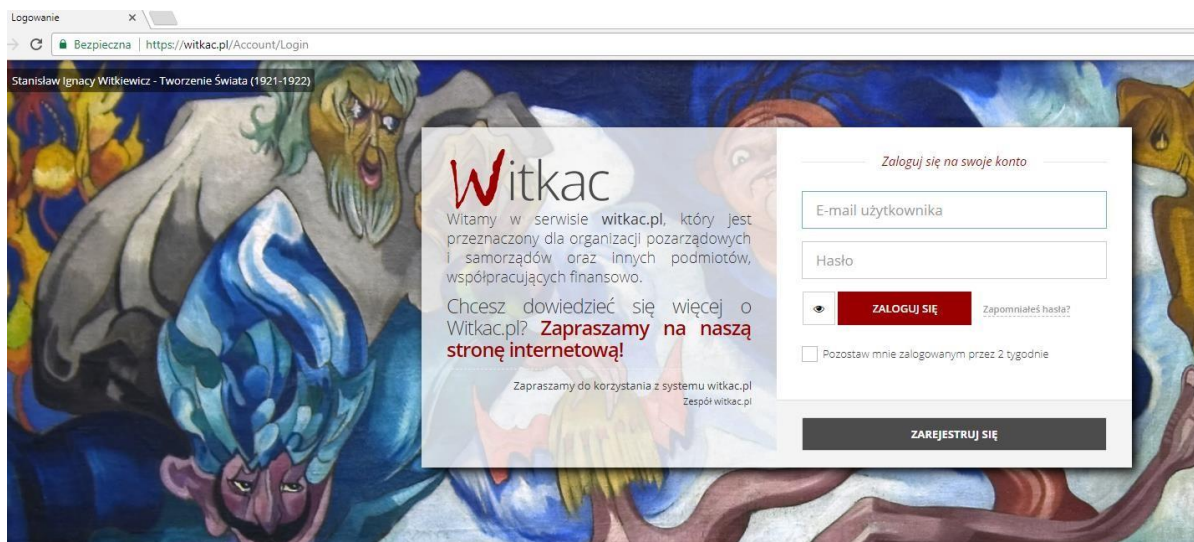 Logowanie
Bezpieczna | https://witkac.pl/Account/Login
Stanisław Ignacy Witkiewicz - Tworzenie Świata (1921-1922)
Witkac
Witamy w serwisie witkac.pl, który jest
przeznaczony dla organizacji pozarządowych
i samorządów oraz innych podmiotów,
współpracujących finansowo.
Chcesz dowiedzieć się więcej o
Witkac.pl? Zapraszamy na naszą
stronę internetową!
Zapraszamy do korzystania z systemu witkac.pl
Zespół witkac.pl
Zaloguj się na swoje konto
E-mail użytkownika
Hasło
ZALOGUJ SIĘ
Zapomniałeś hasła?
Pozostaw mnie zalogowanym przez 2 tygodnie
ZAREJESTRUJ SIĘ